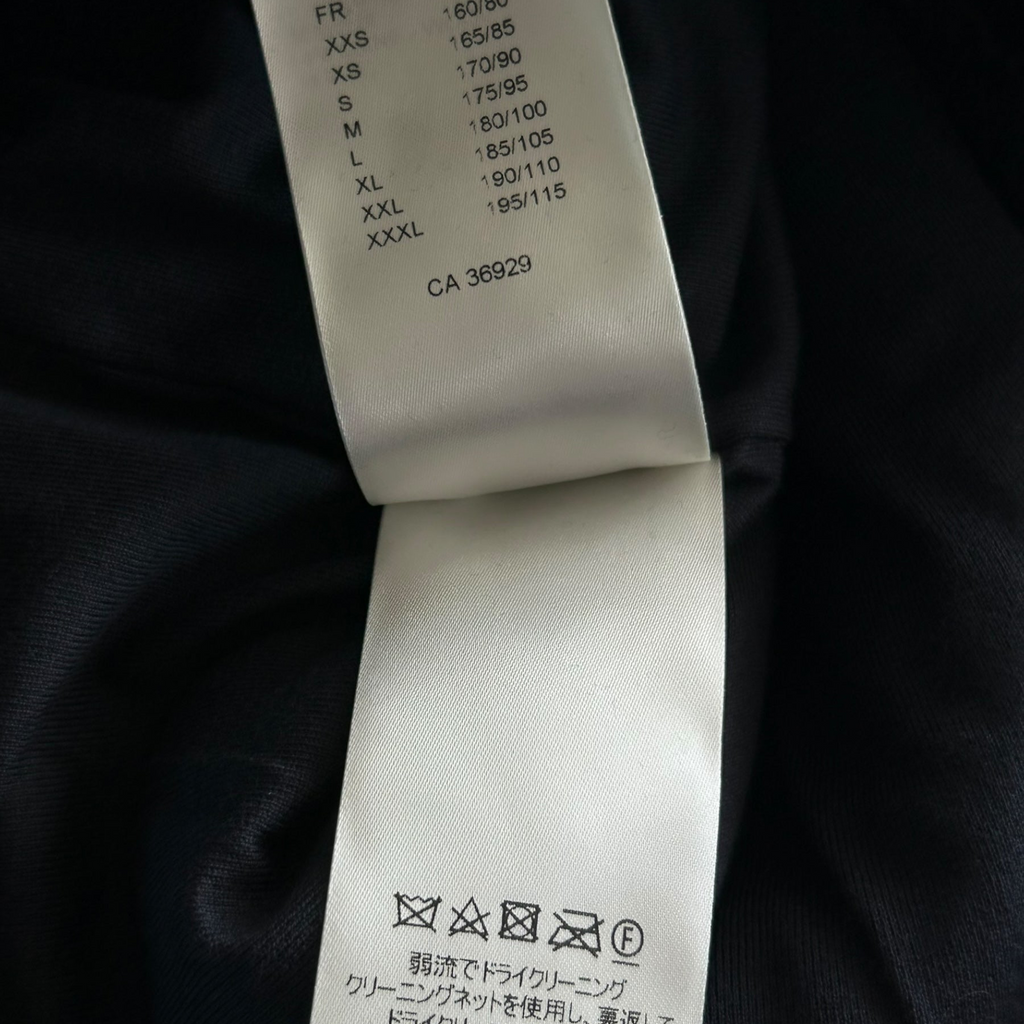 FR
XXS 160/80
XS 165/85
S 170/90
M 175/95
L 180/100
XL 185/105
XXL 190/110
XXXL 195/115
CA 36929
F
弱流でドライクリーニング
クリーニングネットを使用し、裏返して